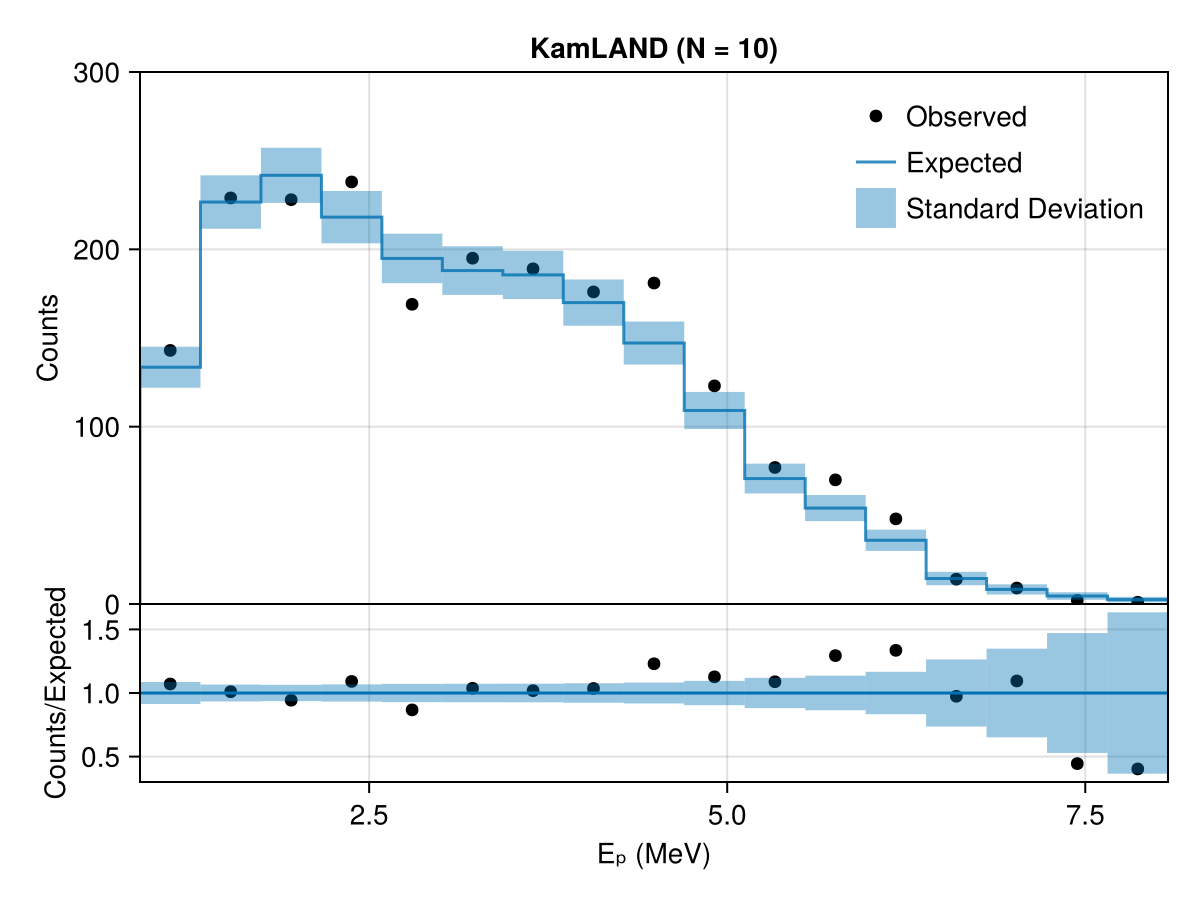 KamLAND (N = 10)
300
200
100
0
Counts
Observed
Expected
Standard Deviation
1.5
1.0
0.5
Counts/Expected
2.5
5.0
7.5
Eₚ (MeV)